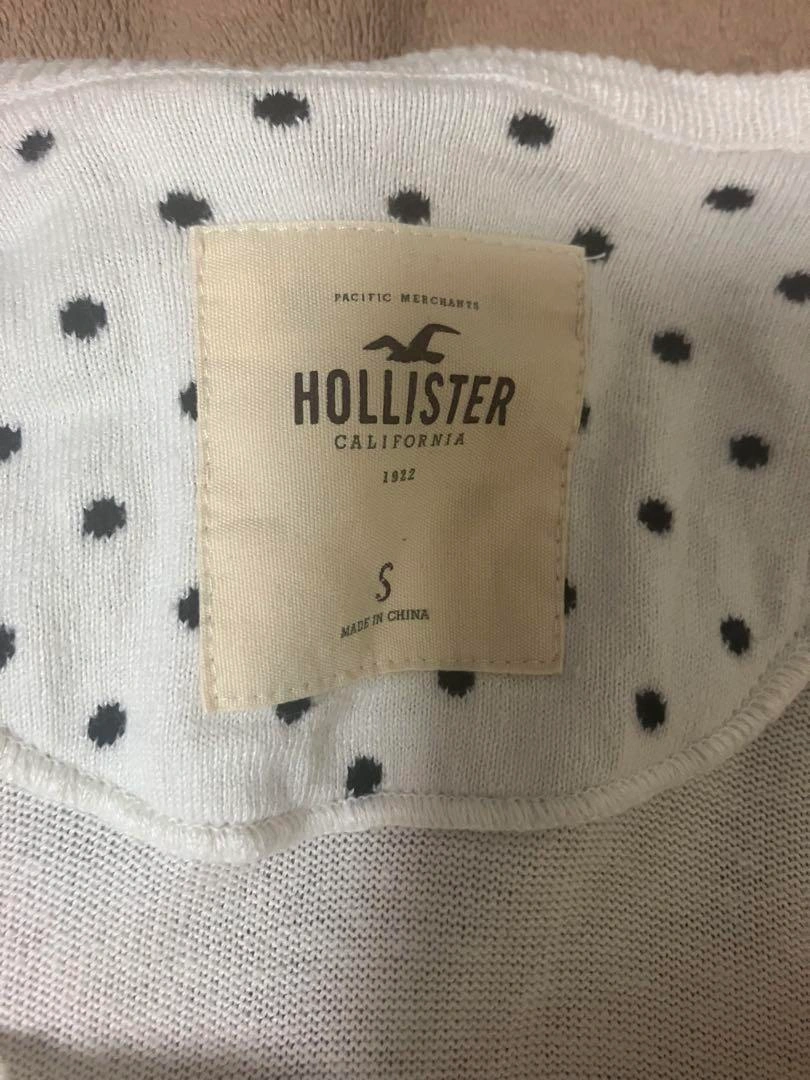 PACIFIC MERCHANTS
HOLLISTER
CALIFORNIA
1922
S
MADE IN CHINA